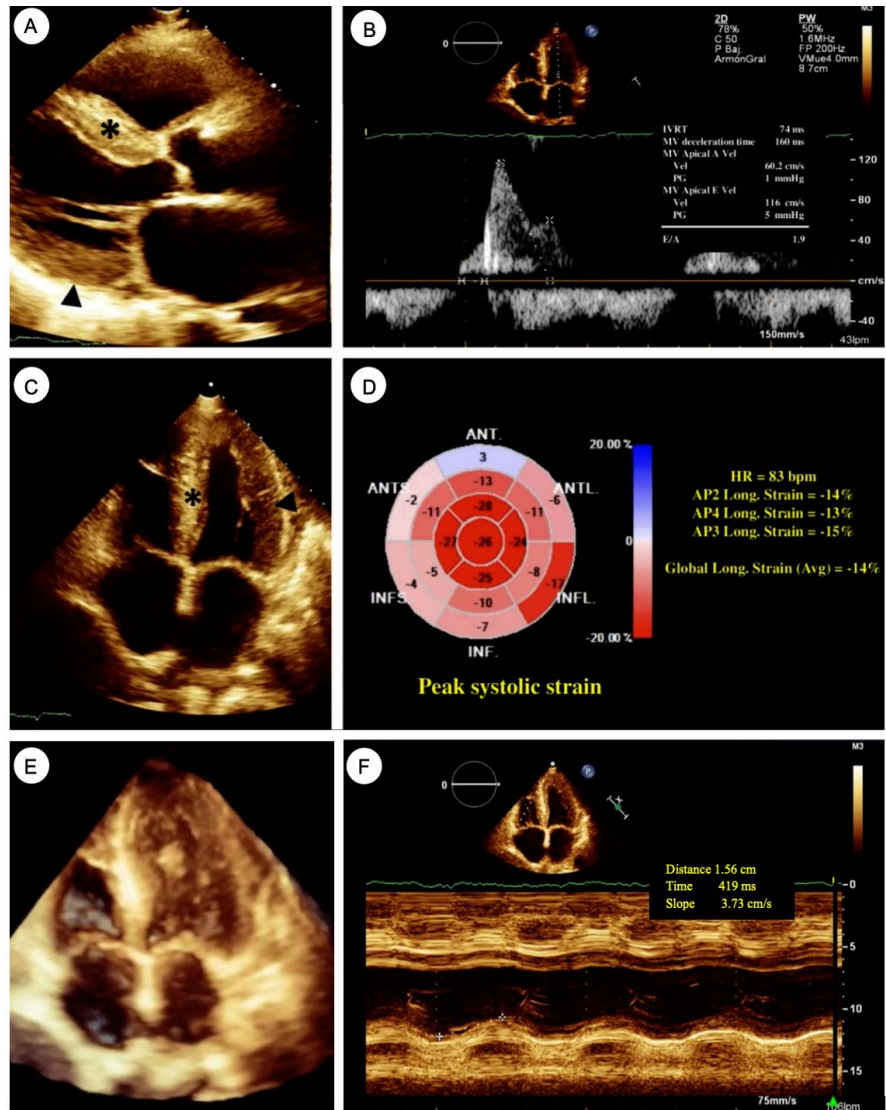 A
*
B
0
P
2D
78%
C 50
P Baj.
ArmónGral
PW
50%
1.6MHz
FP 200Hz
VMue4.0mm
8.7cm
M3
IVRT 74 ms
MV deceleration time 160 ms
MV Apical A Vel
Vel 60.2 cm/s
PG 1 mmHg
MV Apical E Vel
Vel 116 cm/s
PG 5 mmHg
E/A 1.9
120
80
40
cm/s
-40
150mm/s
43lpm
C
*
D
ANT.
ANTS
ANTL.
INFS
INFL.
INF.
3
-13
-2
-11
-28
-11
-6
-27
-26
-24
-4
-5
-25
-8
-17
-10
-7
20.00 %
0
-20.00 %
HR = 83 bpm
AP2 Long. Strain = -14%
AP4 Long. Strain = -13%
AP3 Long. Strain = -15%
Global Long. Strain (Avg) = -14%
Peak systolic strain
E
F
0
P
M3
Distance 1.56 cm
Time 419 ms
Slope 3.73 cm/s
0
5
10
15
75mm/s
106lpm